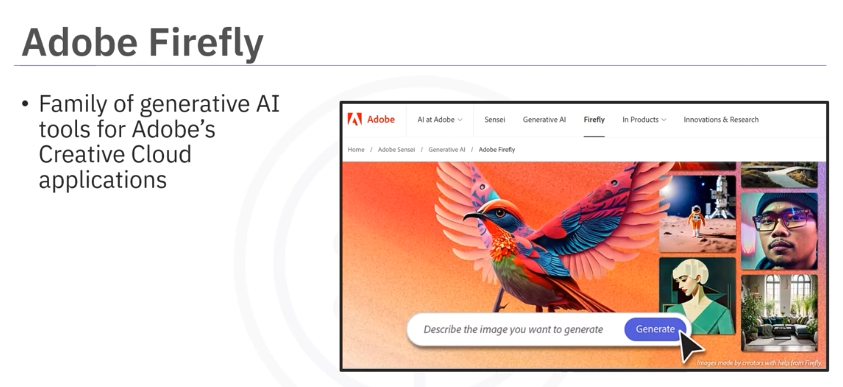 Adobe Firefly
• Family of generative AI
tools for Adobe's
Creative Cloud
applications
Adobe AI at Adobe Sensei Generative AI Firefly In Products Innovations & Research
Home / Adobe Sensei / Generative AI / Adobe Firefly
Describe the image you want to generate Generate
Images made by creators with help from Firefly.